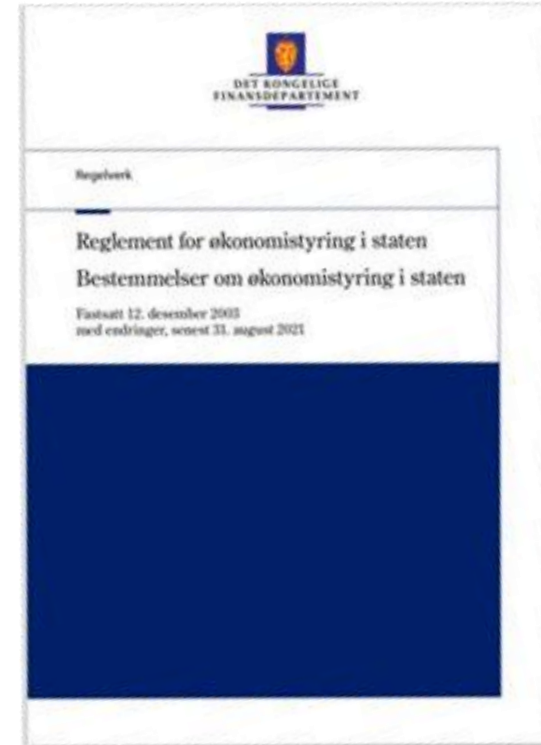 DET KONGELIGE
FINANSDEPARTEMENT
Regelverk
Reglement for økonomistyring i staten
Bestemmelser om økonomistyring i staten
Fastsatt 12. desember 2003
med endringer, senest 31. august 2021